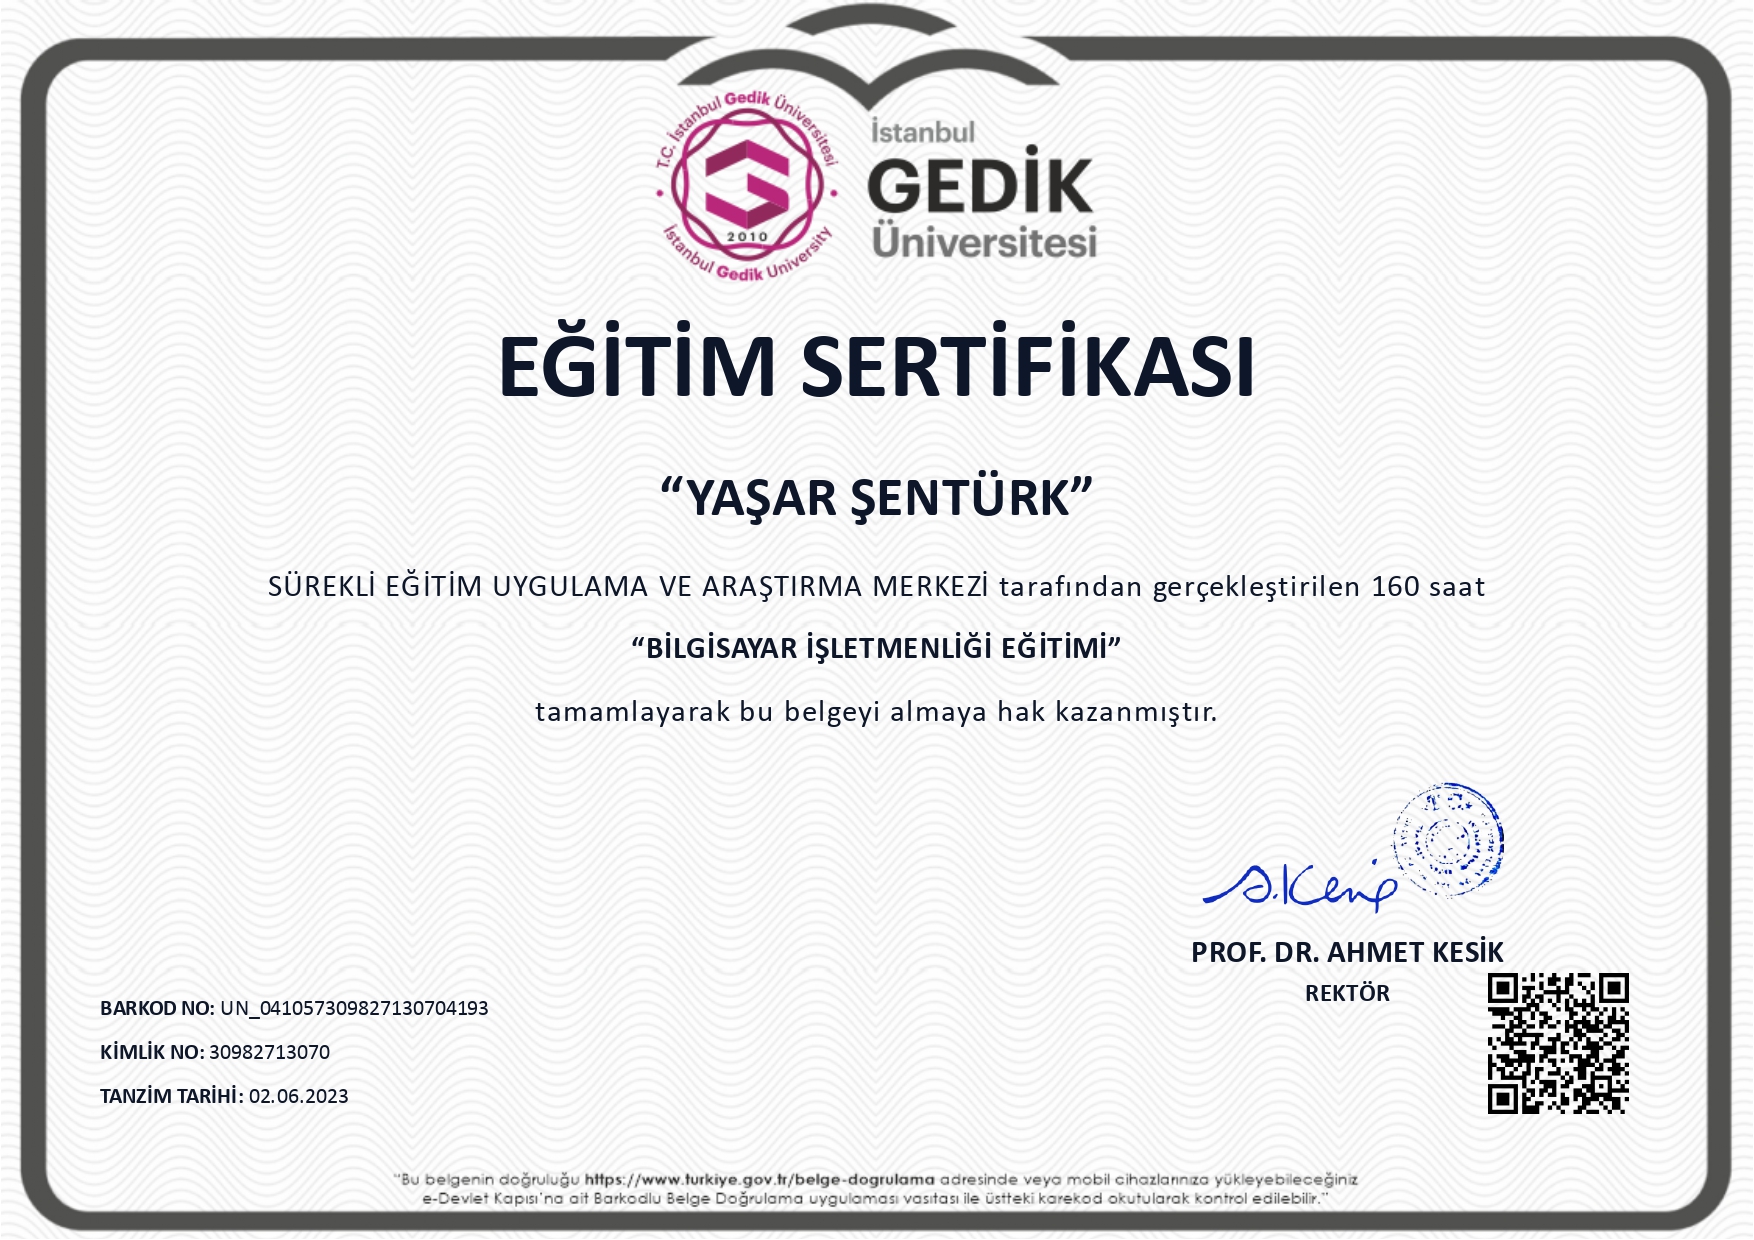 T.C. İstanbul Gedik Üniversitesi
2010
İstanbul Gedik University
İstanbul
GEDİK
Üniversitesi
EĞİTİM SERTİFİKASI
“YAŞAR ŞENTÜRK”
SÜREKLİ EĞİTİM UYGULAMA VE ARAŞTIRMA MERKEZİ tarafından gerçekleştirilen 160 saat
“BİLGİSAYAR İŞLETMENLİĞİ EĞİTİMİ”
tamamlayarak bu belgeyi almaya hak kazanmıştır.
PROF. DR. AHMET KESİK
REKTÖR
BARKOD NO: UN_041057309827130704193
KİMLİK NO: 30982713070
TANZİM TARİHİ: 02.06.2023
“Bu belgenin doğruluğu https://www.turkiye.gov.tr/belge-dogrulama adresinde veya mobil cihazlarınıza yükleyebileceğiniz
e-Devlet Kapısı’na ait Barkodlu Belge Doğrulama uygulaması vasıtası ile üstteki karekod okutularak kontrol edilebilir.”